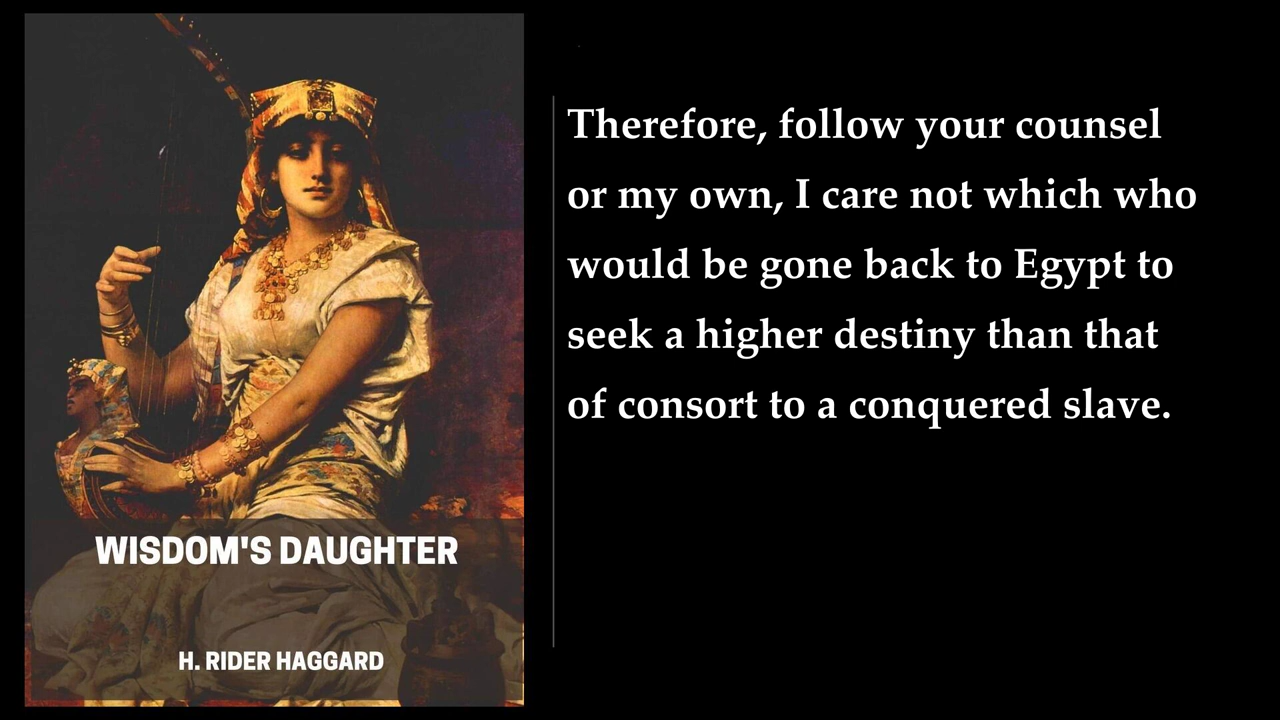 WISDOM'S DAUGHTER
H. RIDER HAGGARD
Therefore, follow your counsel
or my own, I care not which who
would be gone back to Egypt to
seek a higher destiny than that
of consort to a conquered slave.